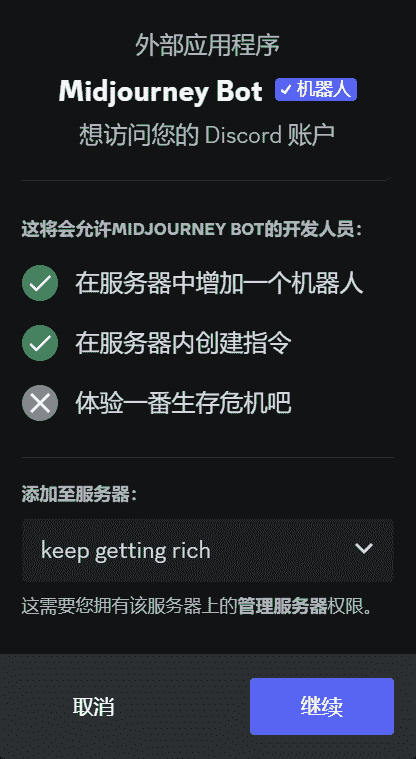 外部应用程序
Midjourney Bot ✓ 机器人
想访问您的 Discord 账户
这将会允许MIDJOURNEY BOT的开发人员：
在服务器中增加一个机器人
在服务器内创建指令
体验一番生存危机吧
添加至服务器：
keep getting rich
这需要您拥有该服务器上的管理服务器权限。
取消 继续